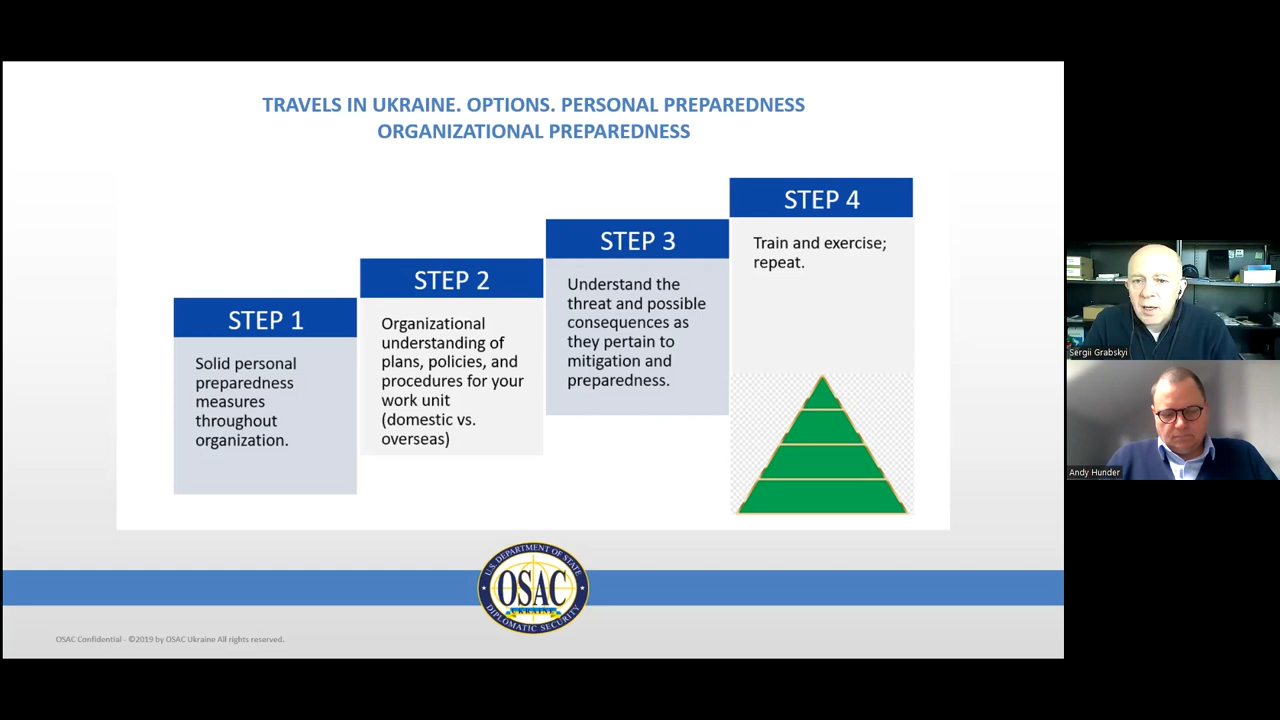 TRAVELS IN UKRAINE. OPTIONS. PERSONAL PREPAREDNESS
ORGANIZATIONAL PREPAREDNESS
STEP 1
Solid personal
preparedness
measures
throughout
organization.
STEP 2
Organizational
understanding of
plans, policies, and
procedures for your
work unit
(domestic vs.
overseas)
STEP 3
Understand the
threat and possible
consequences as
they pertain to
mitigation and
preparedness.
STEP 4
Train and exercise;
repeat.
Sergii Grabskyi
Andy Hunder
U.S. DEPARTMENT OF STATE
OSAC
UKRAINE
DIPLOMATIC SECURITY
OSAC Confidential - ©2019 by OSAC Ukraine All rights reserved.